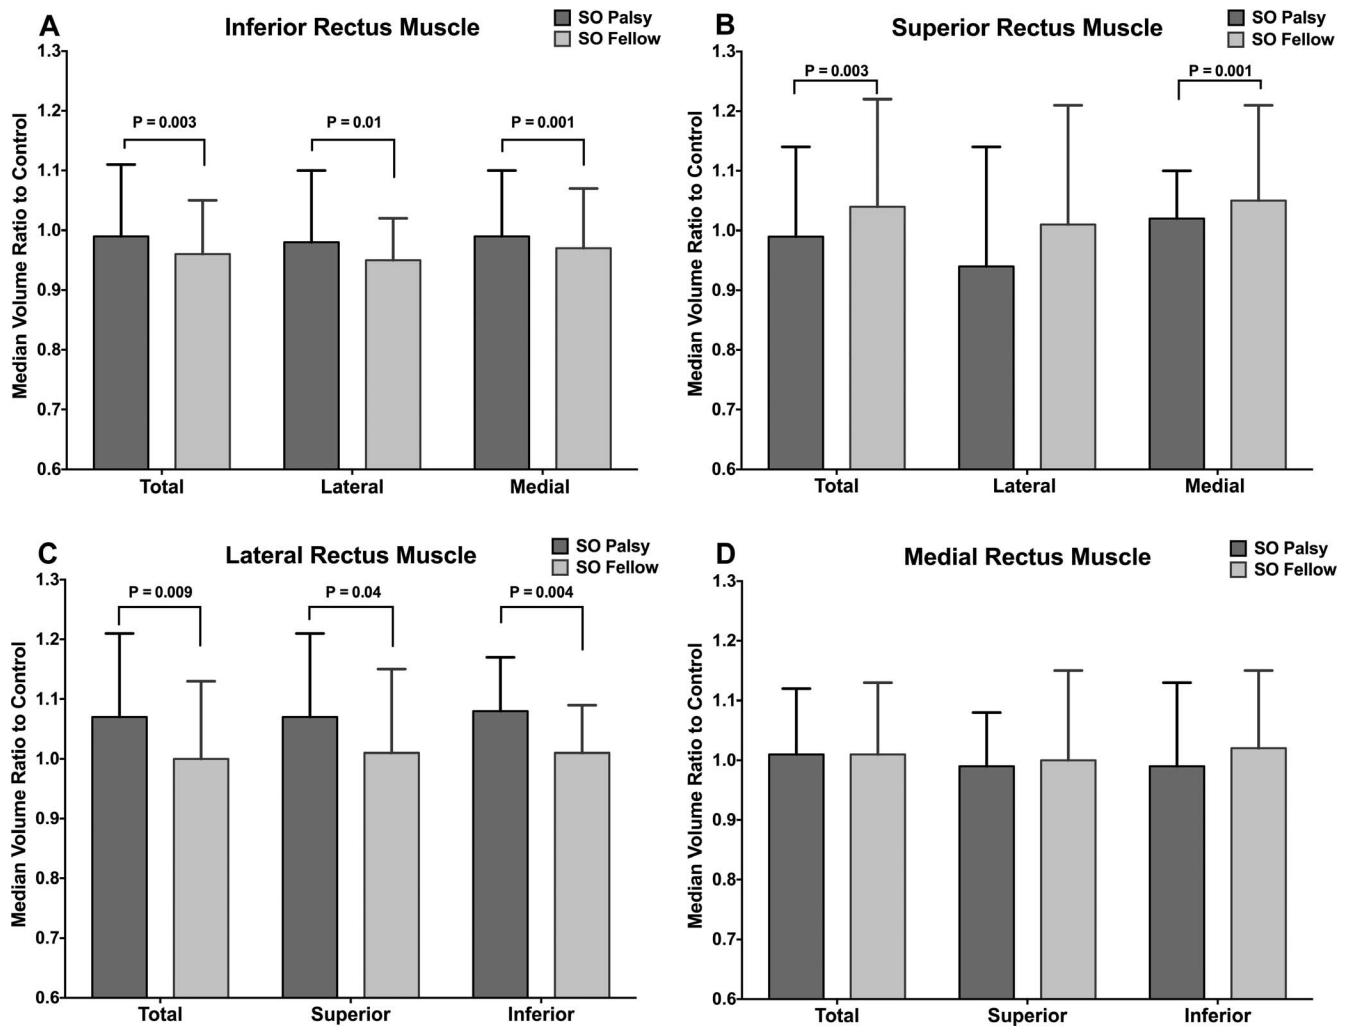 A
Inferior Rectus Muscle
SO Palsy
SO Fellow
Median Volume Ratio to Control
1.3
1.2
1.1
1.0
0.9
0.8
0.7
0.6
P = 0.003
P = 0.01
P = 0.001
Total
Lateral
Medial
B
Superior Rectus Muscle
SO Palsy
SO Fellow
Median Volume Ratio to Control
1.3
1.2
1.1
1.0
0.9
0.8
0.7
0.6
P = 0.003
P = 0.001
Total
Lateral
Medial
C
Lateral Rectus Muscle
SO Palsy
SO Fellow
Median Volume Ratio to Control
1.3
1.2
1.1
1.0
0.9
0.8
0.7
0.6
P = 0.009
P = 0.04
P = 0.004
Total
Superior
Inferior
D
Medial Rectus Muscle
SO Palsy
SO Fellow
Median Volume Ratio to Control
1.3
1.2
1.1
1.0
0.9
0.8
0.7
0.6
Total
Superior
Inferior